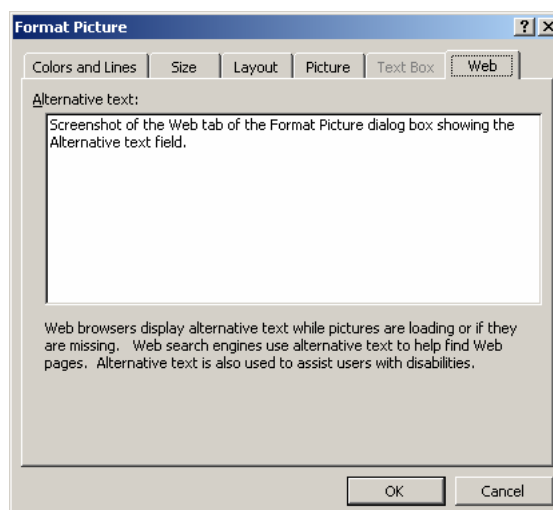 Format Picture
Colors and Lines Size Layout Picture Text Box Web
Alternative text:
Screenshot of the Web tab of the Format Picture dialog box showing the
Alternative text field.
Web browsers display alternative text while pictures are loading or if they
are missing.   Web search engines use alternative text to help find Web
pages.  Alternative text is also used to assist users with disabilities.
OK Cancel